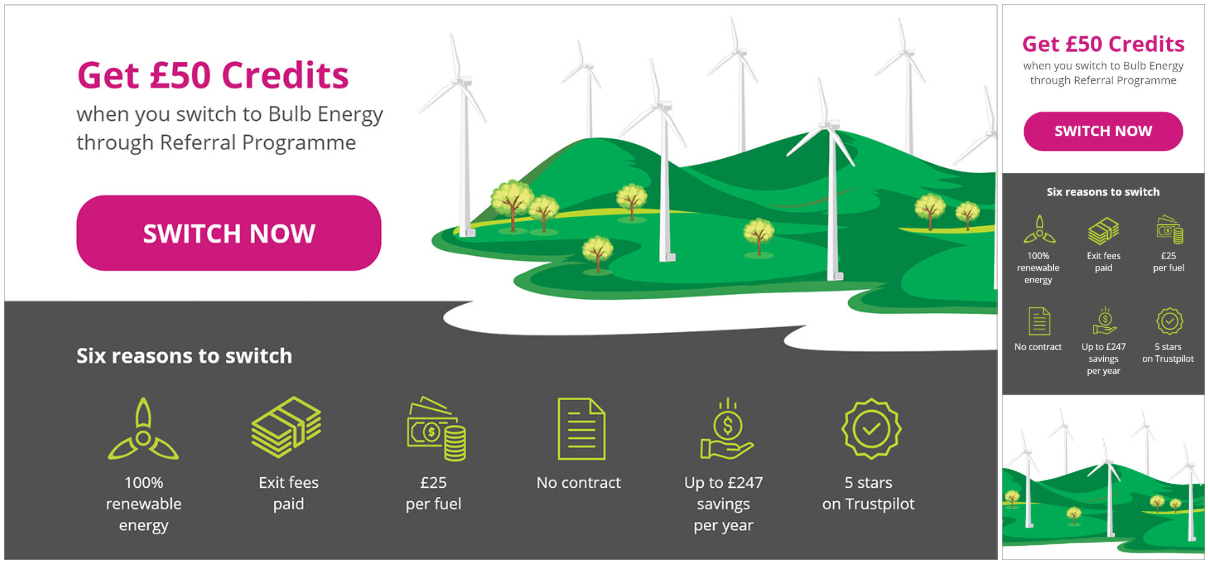 Get £50 Credits
when you switch to Bulb Energy
through Referral Programme
SWITCH NOW
Six reasons to switch
100%
renewable
energy
Exit fees
paid
£25
per fuel
No contract
Up to £247
savings
per year
5 stars
on Trustpilot
Get £50 Credits
when you switch to Bulb Energy
through Referral Programme
SWITCH NOW
Six reasons to switch
100%
renewable
energy
Exit fees
paid
£25
per fuel
No contract
Up to £247
savings
per year
5 stars
on Trustpilot